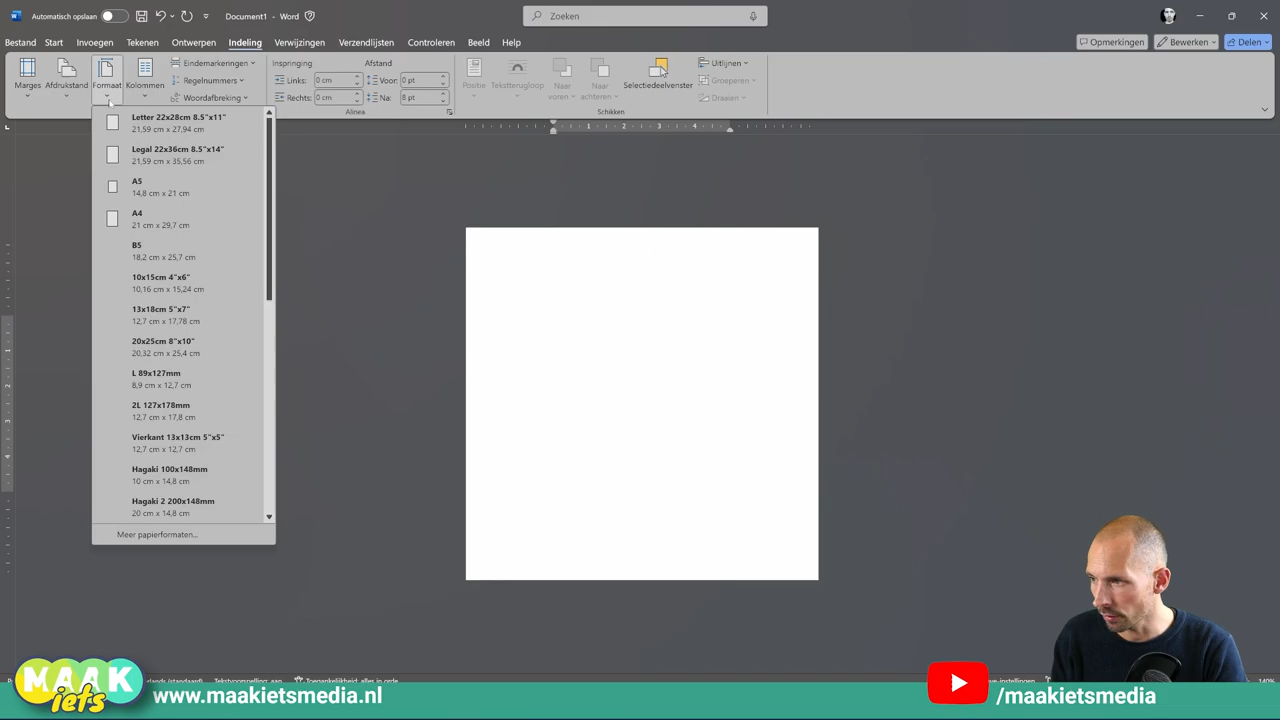 Automatisch opslaan
Document1 - Word
Zoeken
Bestand Start Invoegen Tekenen Ontwerpen Indeling Verwijzingen Verzendlijsten Controleren Beeld Help
Opmerkingen Bewerken Delen
Marges Afdrukstand Formaat Kolommen
Eindemarkeringen
Regelnummers
Woordafbreking
Inspringing Afstand
Links: 0 cm Voor: 0 pt
Rechts: 0 cm Na: 8 pt
Alinea
Positie Tekstterugloop Naar voren Naar achteren Selectiedeelvenster
Uitlijnen
Groeperen
Draaien
Schikken
Letter 22x28cm 8.5"x11"
21,59 cm x 27,94 cm
Legal 22x36cm 8.5"x14"
21,59 cm x 35,56 cm
A5
14,8 cm x 21 cm
A4
21 cm x 29,7 cm
B5
18,2 cm x 25,7 cm
10x15cm 4"x6"
10,16 cm x 15,24 cm
13x18cm 5"x7"
12,7 cm x 17,78 cm
20x25cm 8"x10"
20,32 cm x 25,4 cm
L 89x127mm
8,9 cm x 12,7 cm
2L 127x178mm
12,7 cm x 17,8 cm
Vierkant 13x13cm 5"x5"
12,7 cm x 12,7 cm
Hagaki 100x148mm
10 cm x 14,8 cm
Hagaki 2 200x148mm
20 cm x 14,8 cm
Meer papierformaten...
1 2 3 4
1
2
3
140%
MAAK
iets
www.maakietsmedia.nl
/maakietsmedia